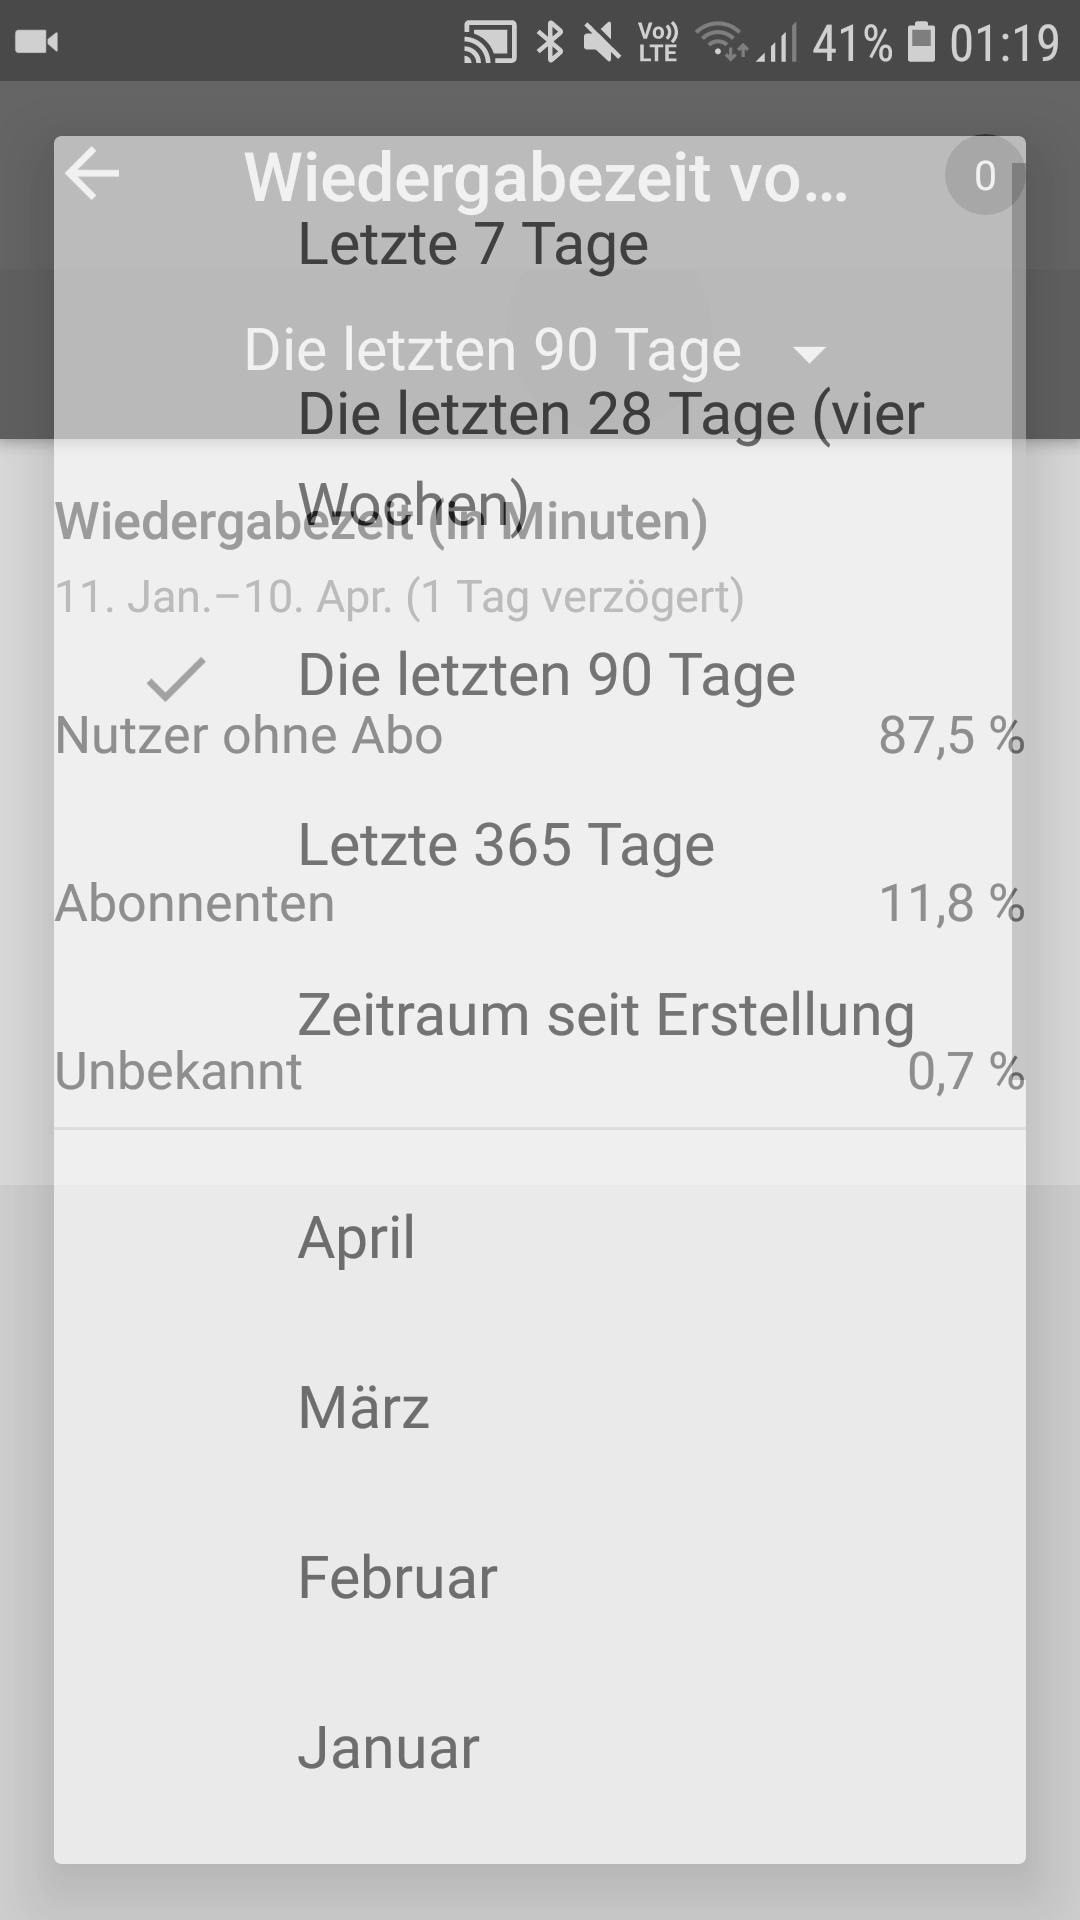 Vo)) LTE 41% 01:19
Wiedergabezeit vo… 0
Letzte 7 Tage
Die letzten 90 Tage
Die letzten 28 Tage (vier
Wochen)
Wiedergabezeit (in Minuten)
11. Jan.–10. Apr. (1 Tag verzögert)
Die letzten 90 Tage
Nutzer ohne Abo 87,5 %
Letzte 365 Tage
Abonnenten 11,8 %
Zeitraum seit Erstellung
Unbekannt 0,7 %
April
März
Februar
Januar